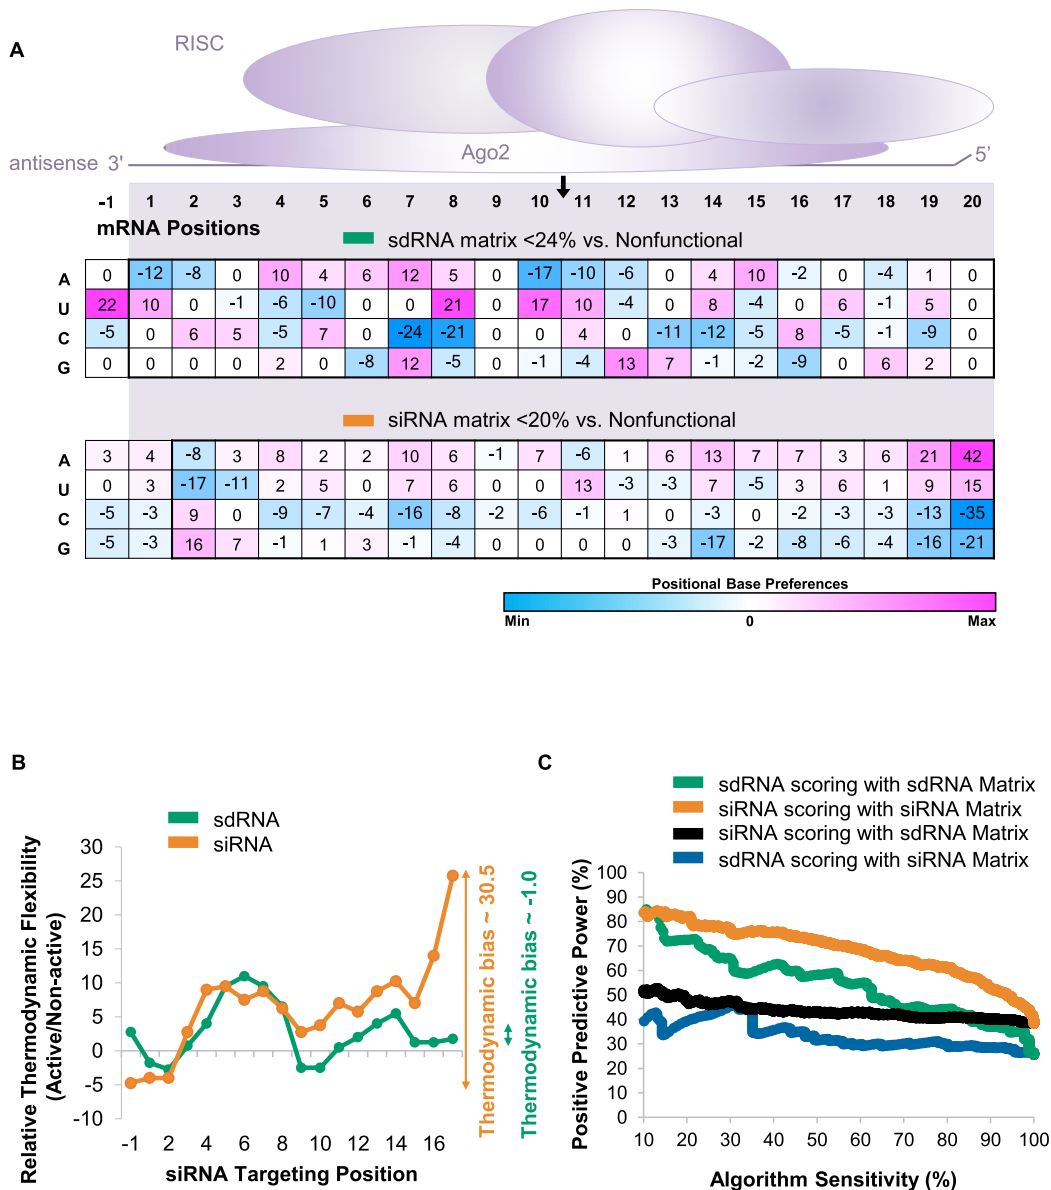 A
RISC
Ago2
antisense 3'
5’
-1 1 2 3 4 5 6 7 8 9 10 11 12 13 14 15 16 17 18 19 20
mRNA Positions
sdRNA matrix <24% vs. Nonfunctional
A 0 -12 -8 0 10 4 6 12 5 0 -17 -10 -6 0 4 10 -2 0 -4 1 0
U 22 10 0 -1 -6 -10 0 0 21 0 17 10 -4 0 8 -4 0 6 -1 5 0
C -5 0 6 5 -5 7 0 -24 -21 0 0 4 0 -11 -12 -5 8 -5 -1 -9 0
G 0 0 0 0 2 0 -8 12 -5 0 -1 -4 13 7 -1 -2 -9 0 6 2 0
siRNA matrix <20% vs. Nonfunctional
A 3 4 -8 3 8 2 2 10 6 -1 7 -6 1 6 13 7 7 3 6 21 42
U 0 3 -17 -11 2 5 0 7 6 0 0 13 -3 -3 7 -5 3 6 1 9 15
C -5 -3 9 0 -9 -7 -4 -16 -8 -2 -6 -1 1 0 -3 0 -2 -3 -3 -13 -35
G -5 -3 16 7 -1 1 3 -1 -4 0 0 0 0 -3 -17 -2 -8 -6 -4 -16 -21
Positional Base Preferences
Min 0 Max
B
sdRNA
siRNA
Relative Thermodynamic Flexibility
(Active/Non-active)
30
25
20
15
10
5
0
-5
-10
-1 2 4 6 8 10 12 14 16
siRNA Targeting Position
Thermodynamic bias ~ 30.5
Thermodynamic bias ~ -1.0
C
sdRNA scoring with sdRNA Matrix
siRNA scoring with siRNA Matrix
siRNA scoring with sdRNA Matrix
sdRNA scoring with siRNA Matrix
Positive Predictive Power (%)
100
90
80
70
60
50
40
30
20
10
0
10 20 30 40 50 60 70 80 90 100
Algorithm Sensitivity (%)